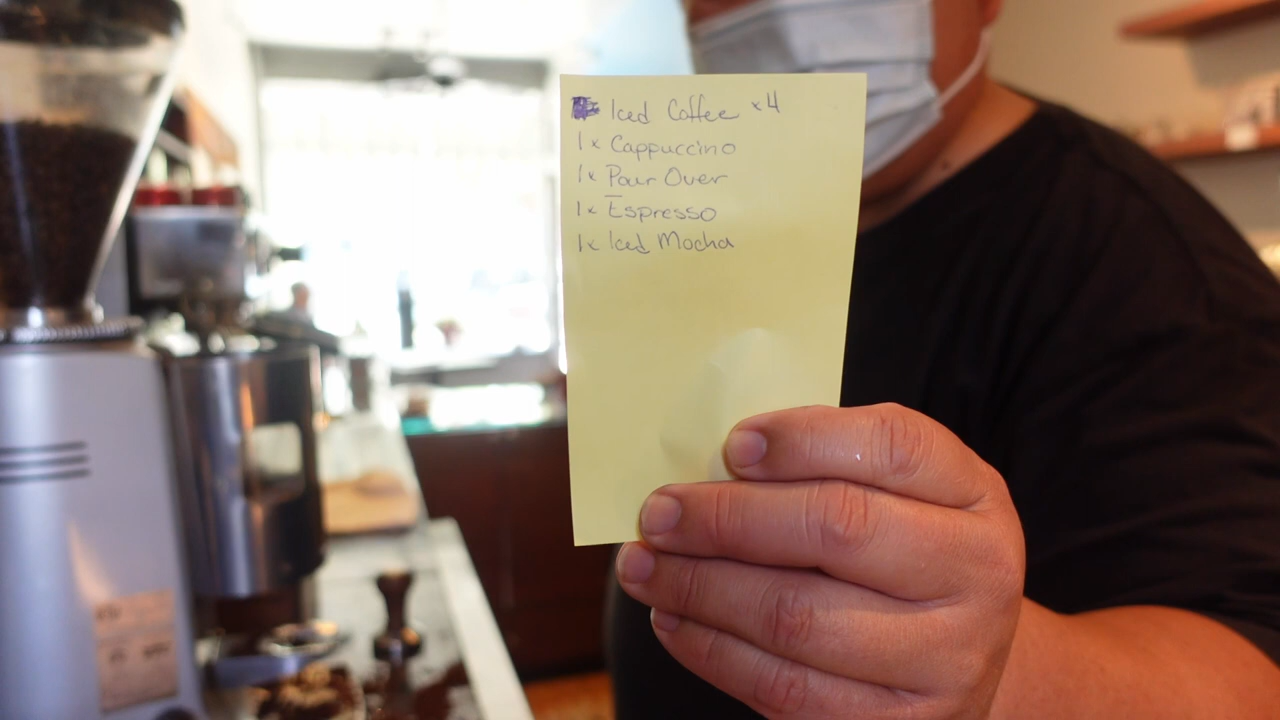 Iced Coffee x4
1x Cappuccino
1x Pour Over
1x Espresso
1x Iced Mocha